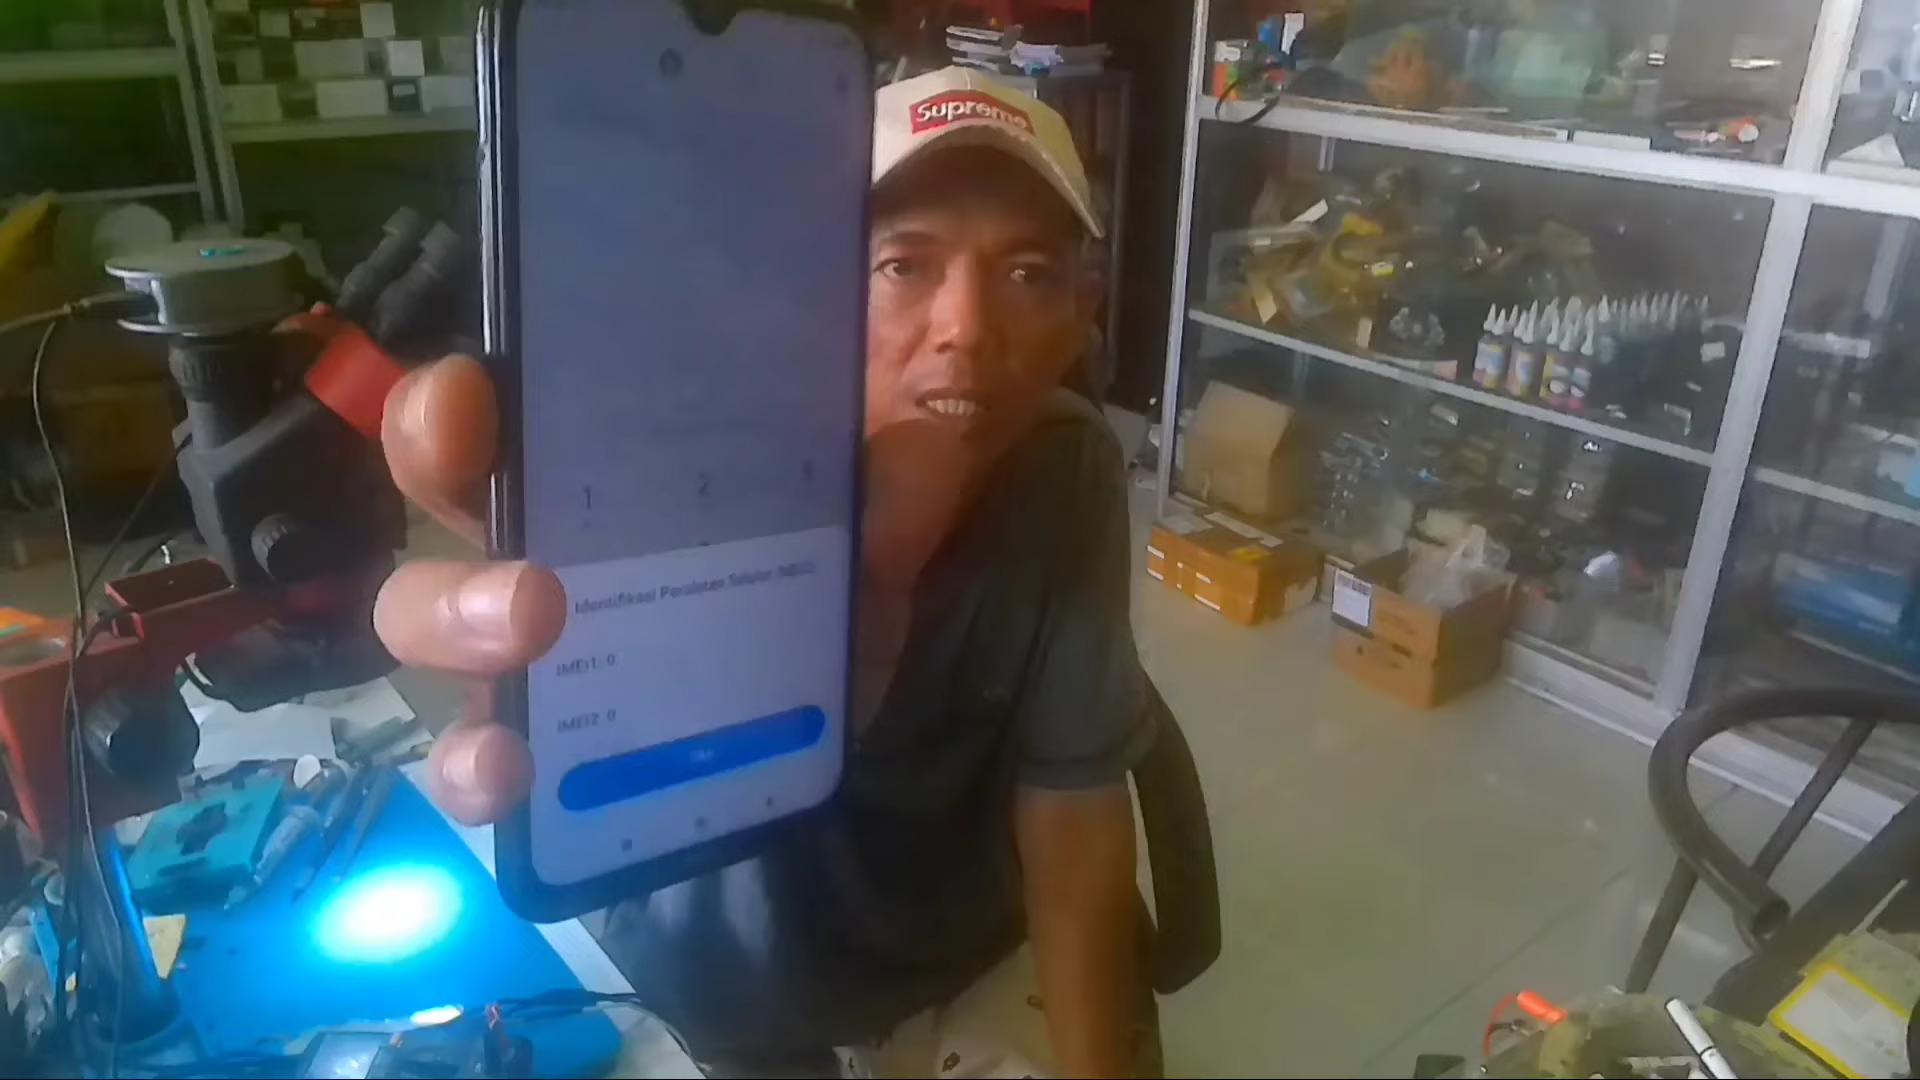 Supreme
1
2
3
Identifikasi Peralatan Seluler (MEID)
IMEI1: 0
IMEI2: 0